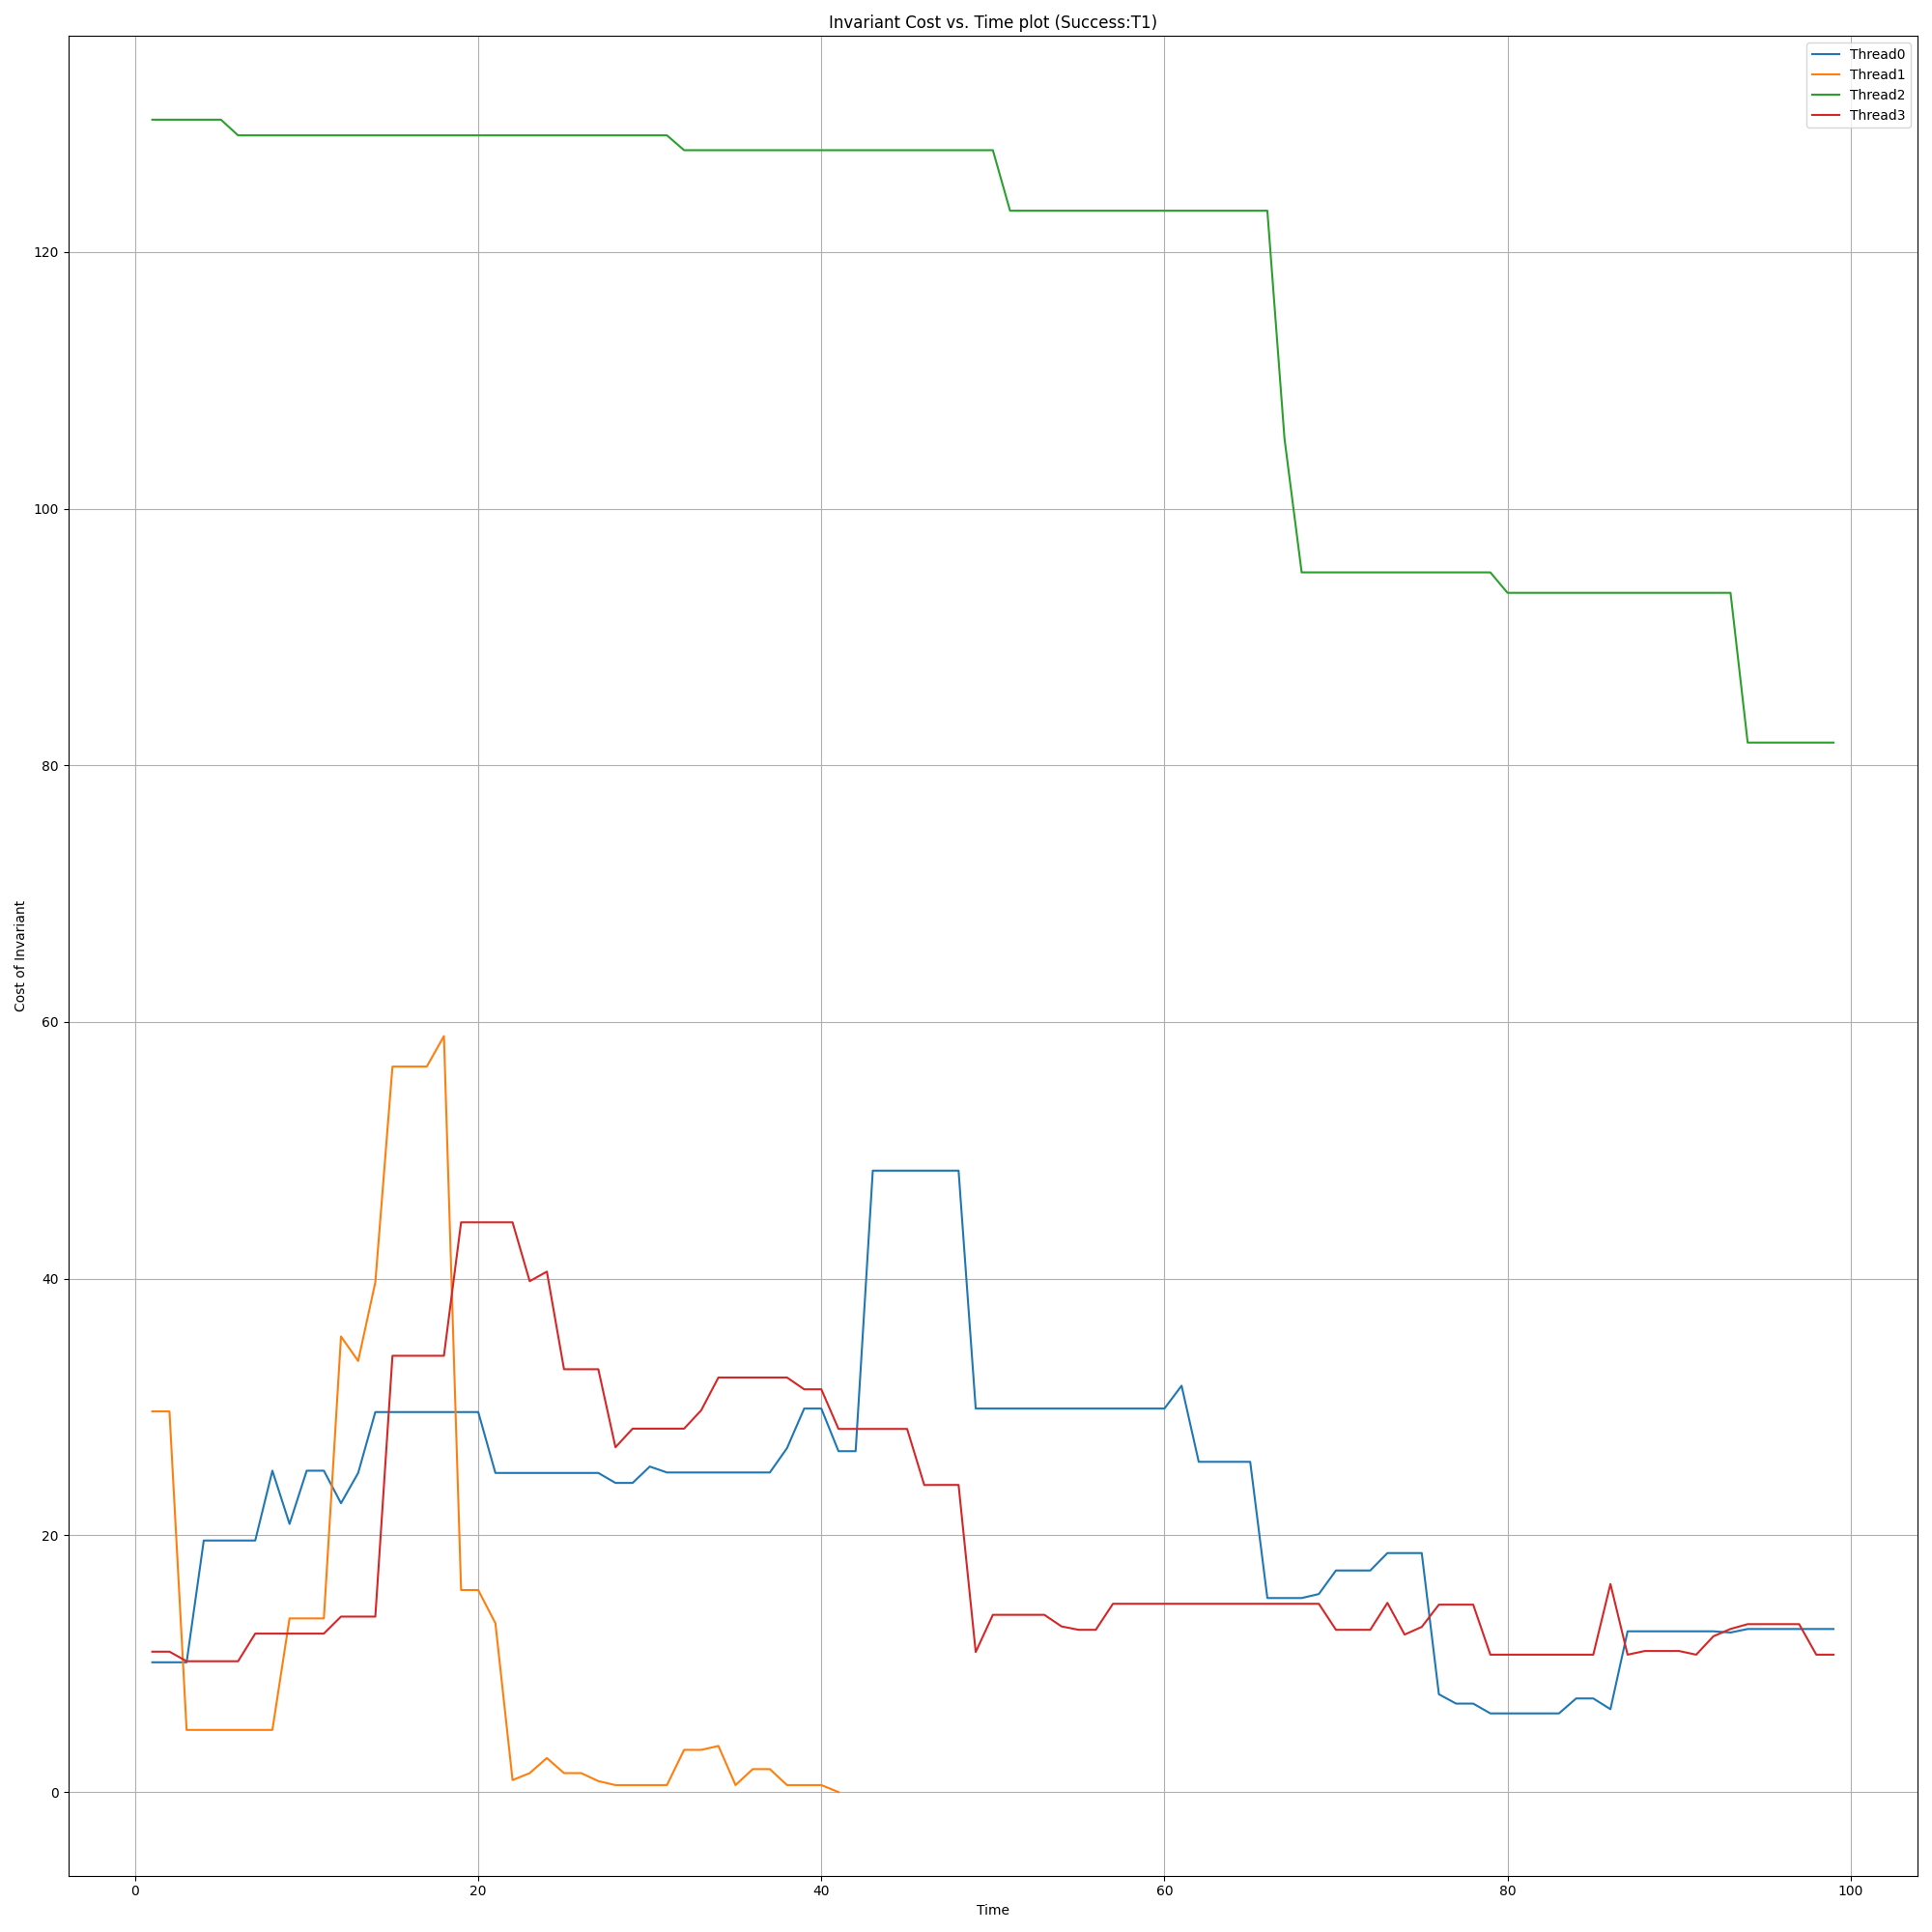 Invariant Cost vs. Time plot (Success:T1)
Thread0
Thread1
Thread2
Thread3
120
100
80
60
40
20
0
Cost of Invariant
0 20 40 60 80 100
Time